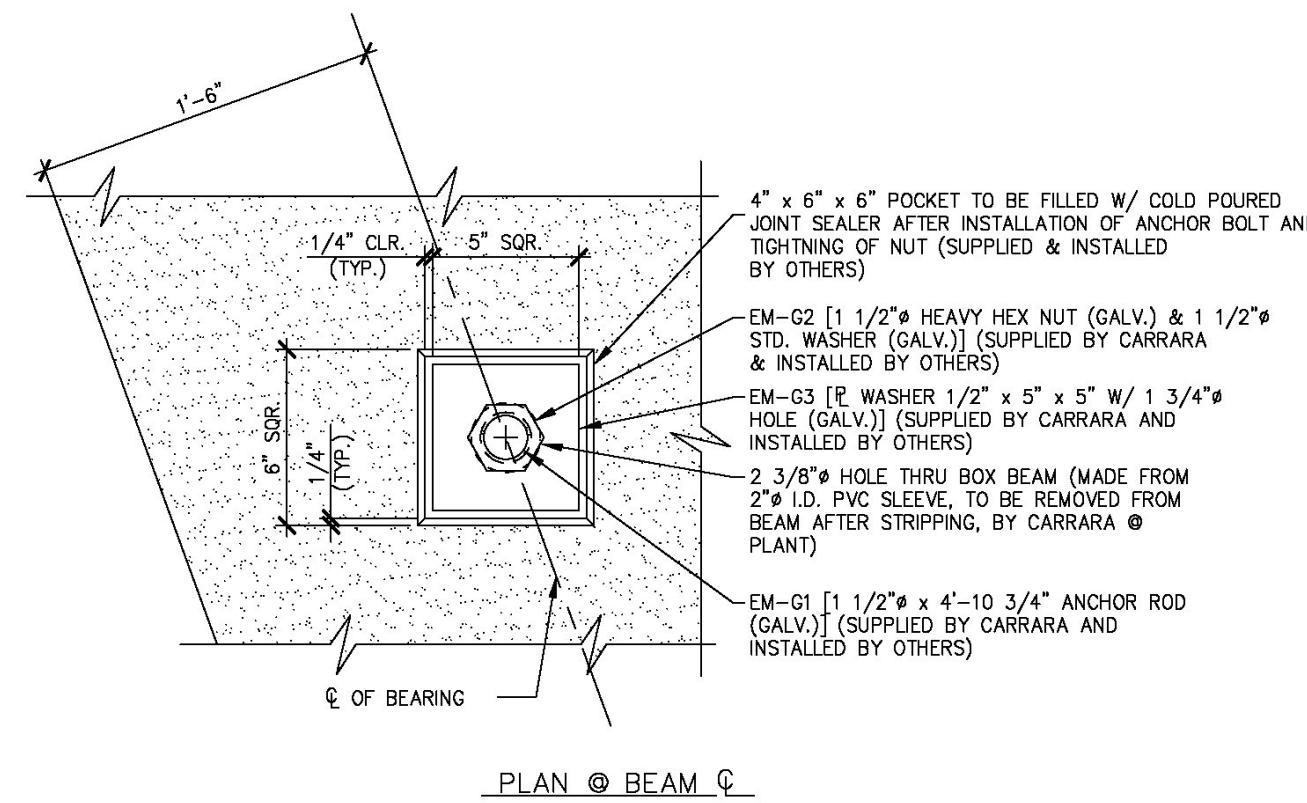 1'-6"
1/4" CLR.
(TYP.)
5" SQR.
6" SQR.
1/4"
(TYP.)
4" x 6" x 6" POCKET TO BE FILLED W/ COLD POURED
JOINT SEALER AFTER INSTALLATION OF ANCHOR BOLT AN
TIGHTNING OF NUT (SUPPLIED & INSTALLED
BY OTHERS)
EM-G2 [1 1/2"ø HEAVY HEX NUT (GALV.) & 1 1/2"ø
STD. WASHER (GALV.)] (SUPPLIED BY CARRARA
& INSTALLED BY OTHERS)
EM-G3 [PL WASHER 1/2" x 5" x 5" W/ 1 3/4"ø
HOLE (GALV.)] (SUPPLIED BY CARRARA AND
INSTALLED BY OTHERS)
2 3/8"ø HOLE THRU BOX BEAM (MADE FROM
2"ø I.D. PVC SLEEVE, TO BE REMOVED FROM
BEAM AFTER STRIPPING, BY CARRARA @
PLANT)
EM-G1 [1 1/2"ø x 4'-10 3/4" ANCHOR ROD
(GALV.)] (SUPPLIED BY CARRARA AND
INSTALLED BY OTHERS)
℄ OF BEARING
PLAN @ BEAM ℄